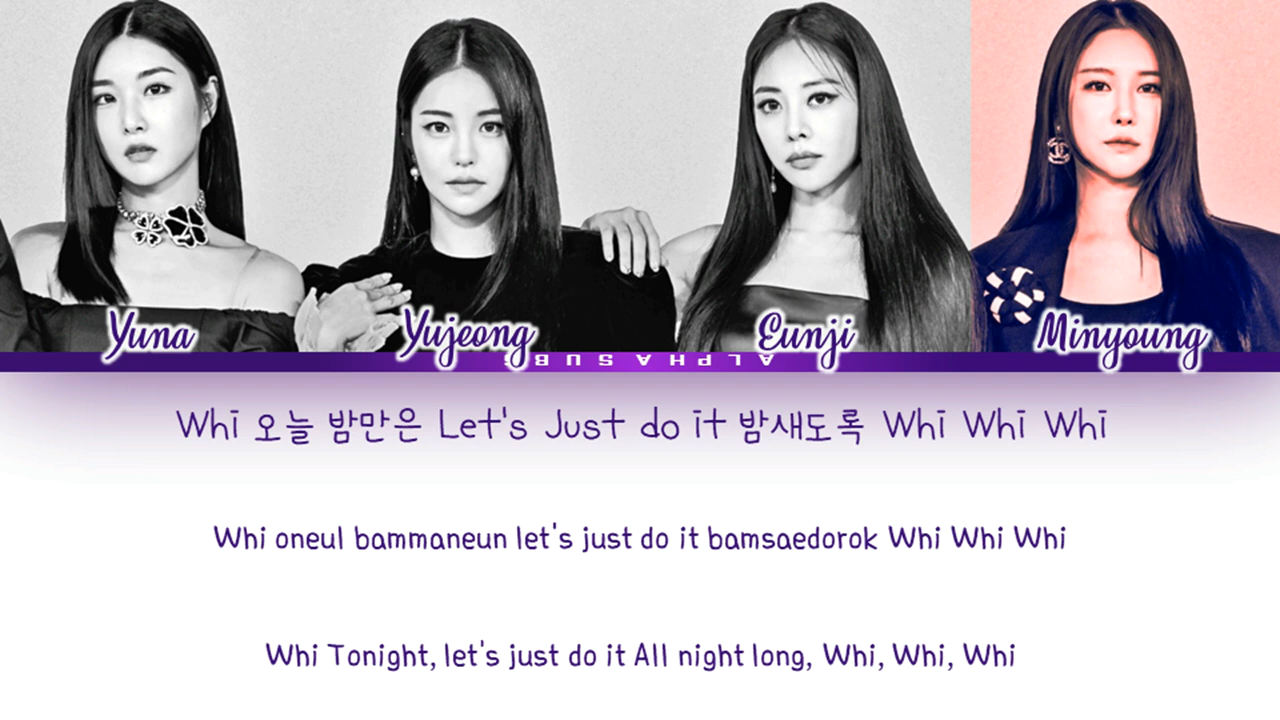 Yuna Yujeong Eunji Minyoung
ALPHA SUBS
Whi 오늘 밤만은 Let's Just do it 밤새도록 Whi Whi Whi
Whi oneul bammaneun let's just do it bamsaedorok Whi Whi Whi
Whi Tonight, let's just do it All night long, Whi, Whi, Whi